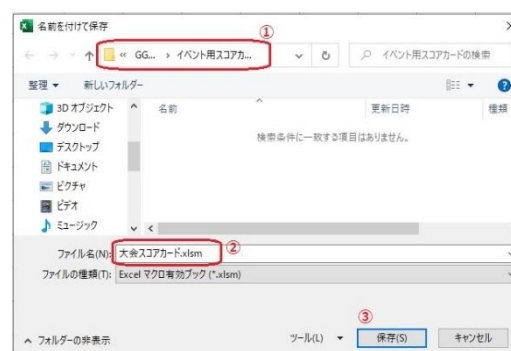 名前を付けて保存
①
« GG... › イベント用スコアカ...
イベント用スコアカードの検索
整理 新しいフォルダー
3D オブジェクト
名前 更新日時 種類
ダウンロード
検索条件に一致する項目はありません。
デスクトップ
ドキュメント
ピクチャ
ビデオ
ミュージック
ファイル名(N): 大会スコアカード.xlsm ②
ファイルの種類(T): Excel マクロ有効ブック (*.xlsm)
③
フォルダーの非表示 ツール(L) 保存(S) キャンセル